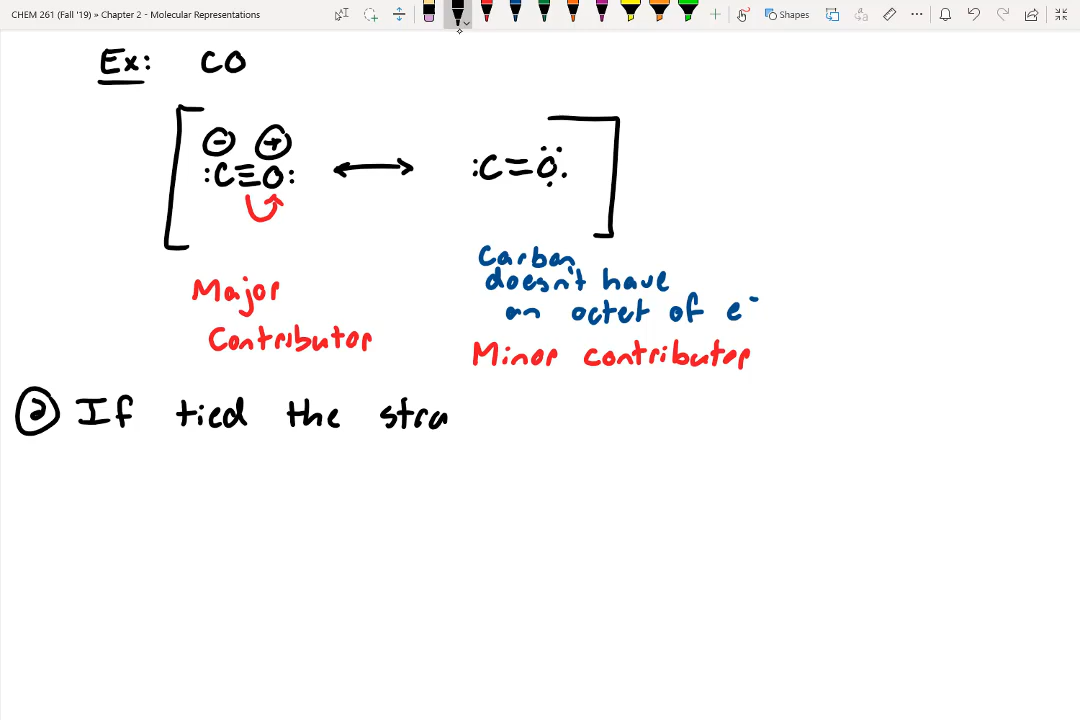 CHEM 261 (Fall '19) » Chapter 2 - Molecular Representations
Shapes
Ex: CO
⊖ ⊕
:C≡O: ↔ :C=Ö.
Carbon
doesn't have
an octet of e⁻
Major
Contributor
Minor contributor
② If tied the stra